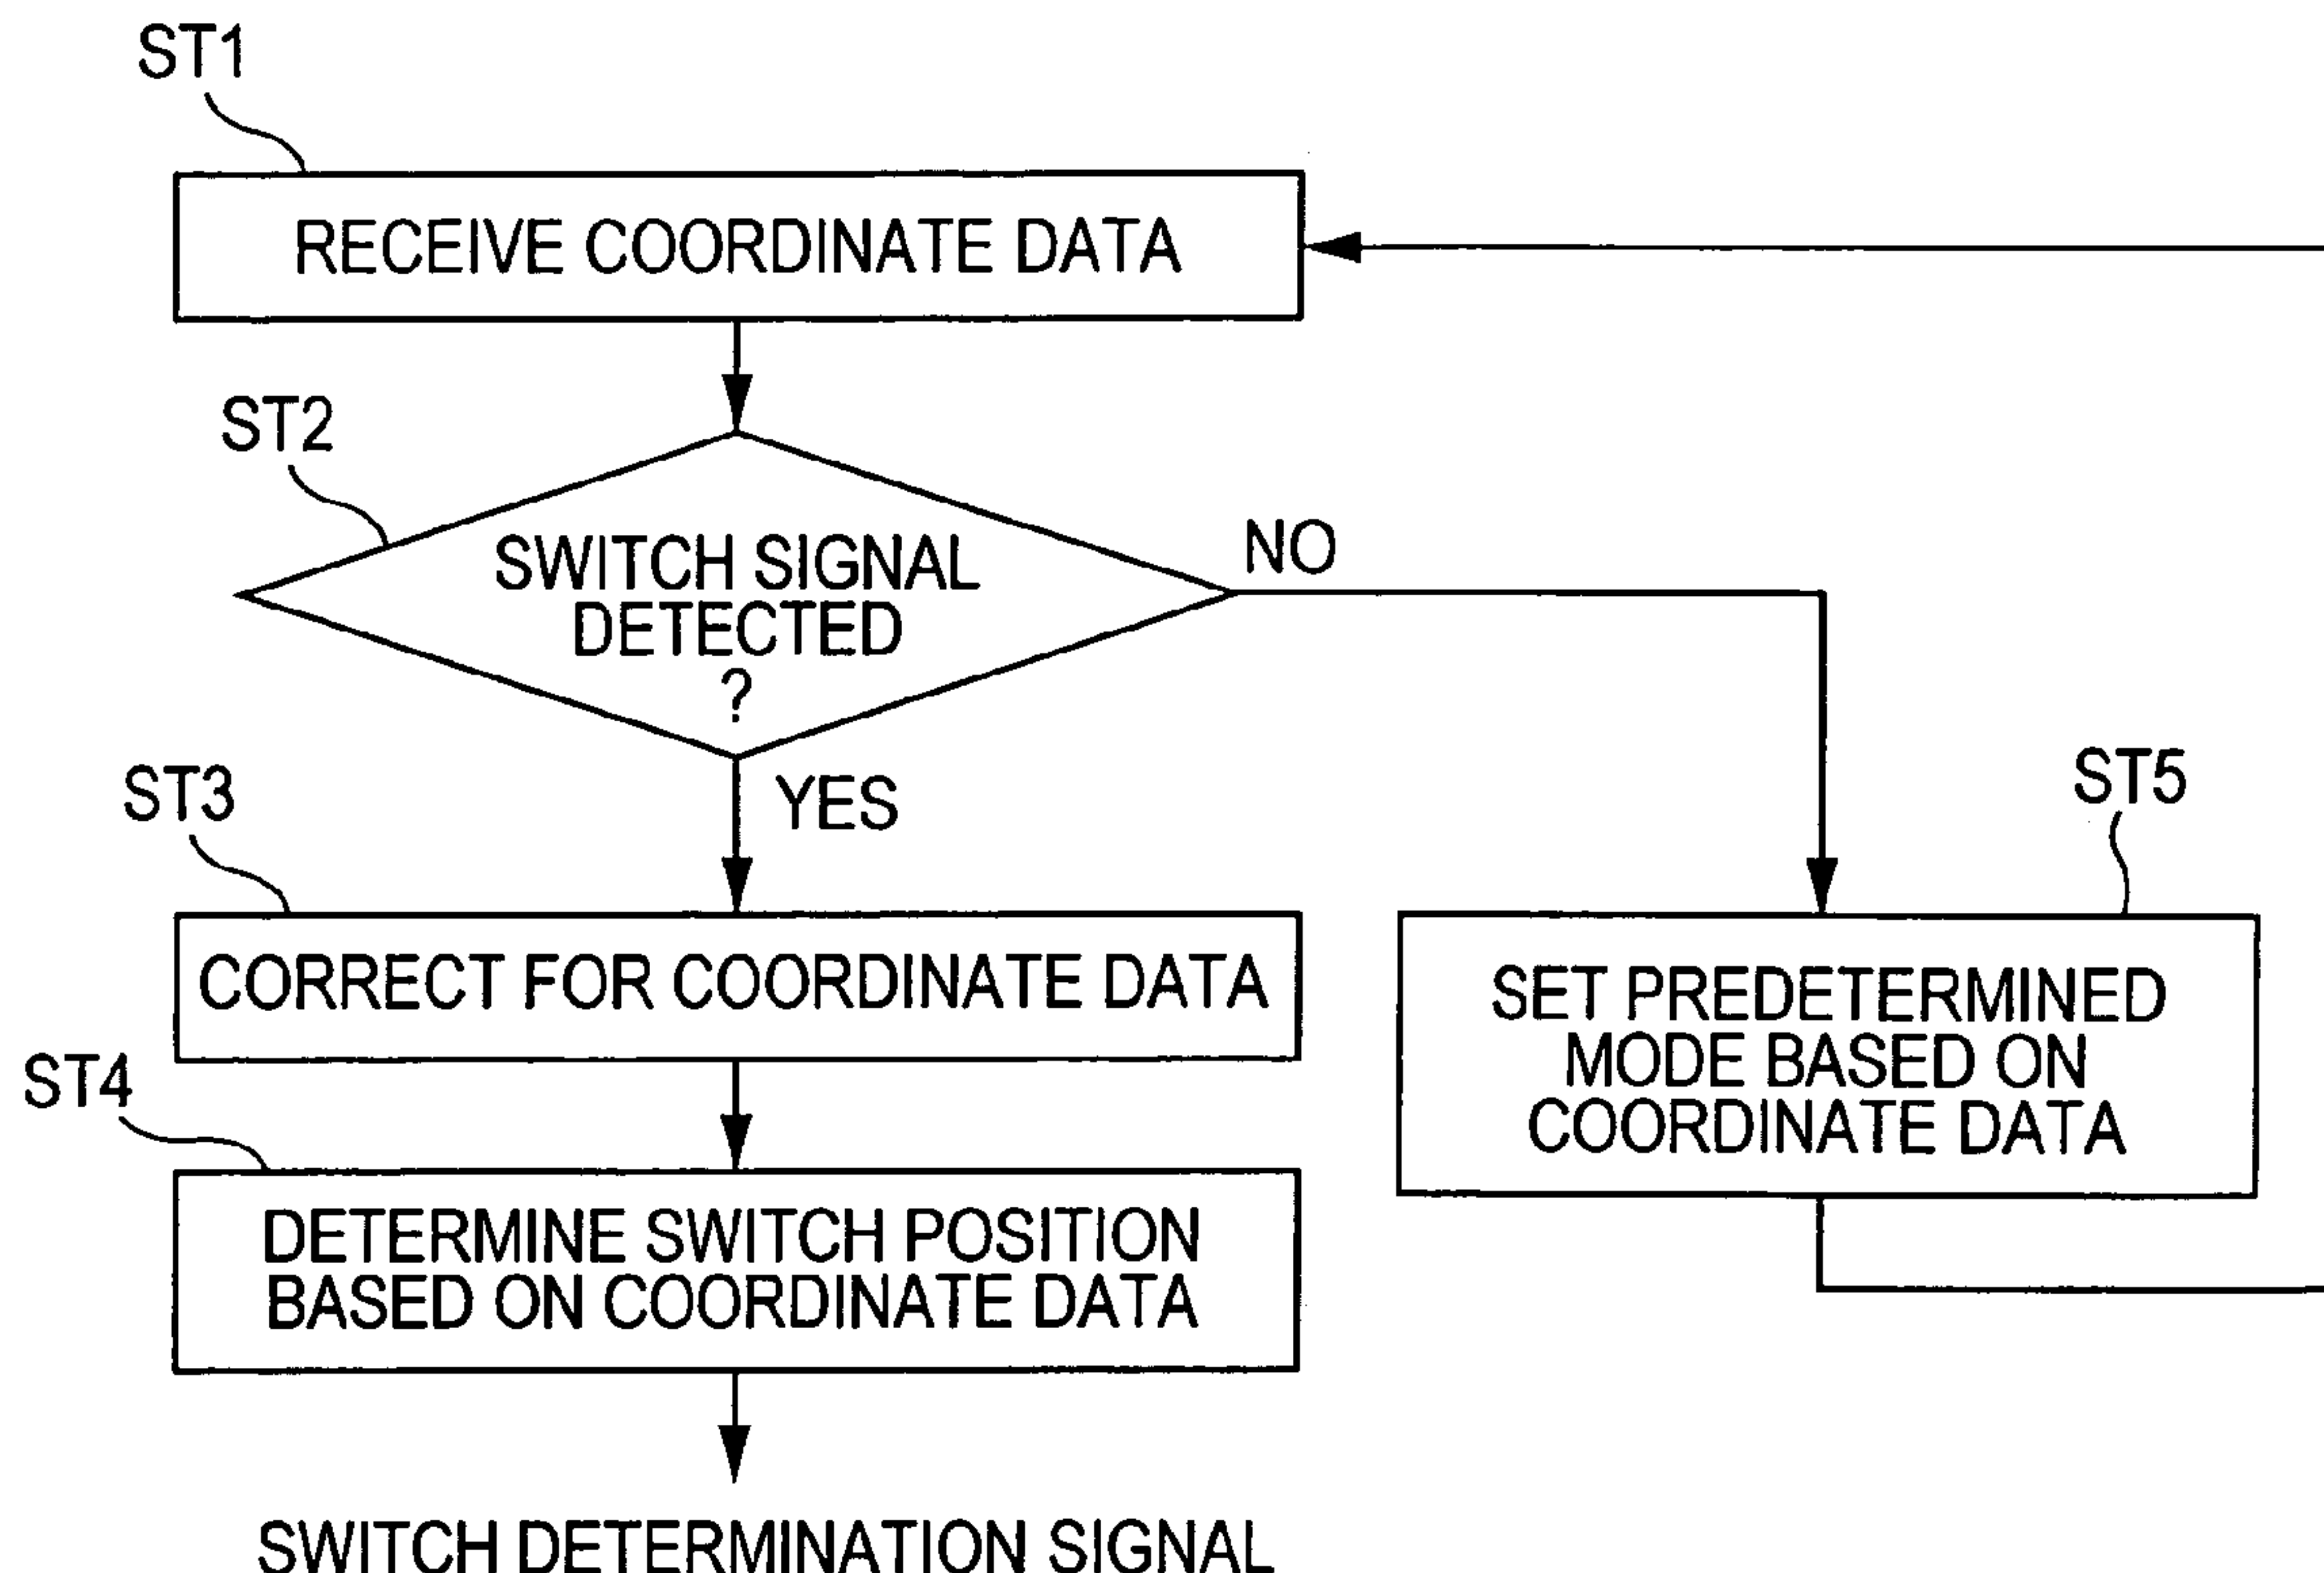 ST1
RECEIVE COORDINATE DATA
ST2
SWITCH SIGNAL
DETECTED
?
NO
YES
ST3
CORRECT FOR COORDINATE DATA
ST5
SET PREDETERMINED
MODE BASED ON
COORDINATE DATA
ST4
DETERMINE SWITCH POSITION
BASED ON COORDINATE DATA
SWITCH DETERMINATION SIGNAL